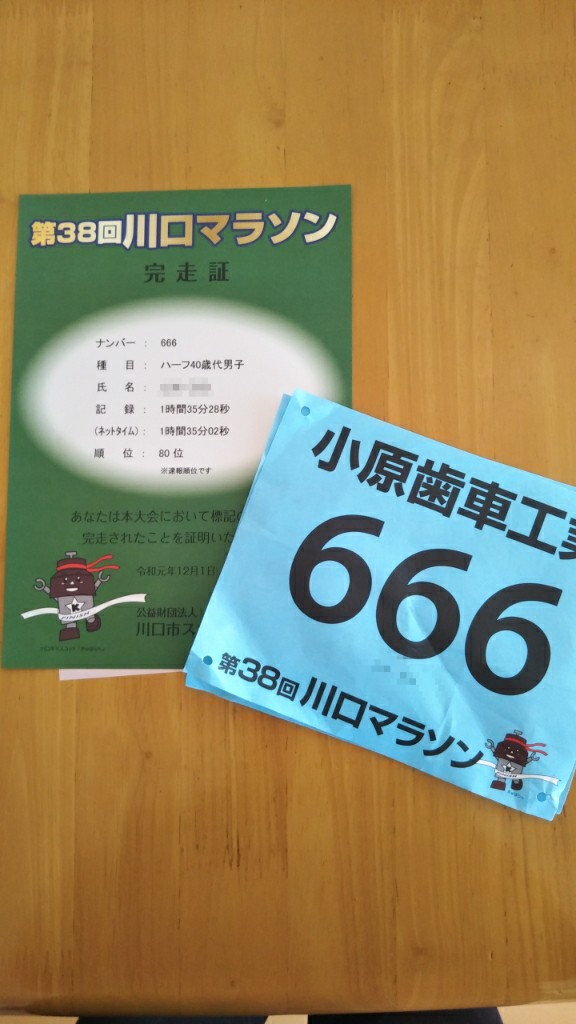 第38回川口マラソン
完走証
ナンバー : 666
種 目 : ハーフ40歳代男子
氏 名 :
記 録 : 1時間35分28秒
(ネットタイム) : 1時間35分02秒
順 位 : 80 位
※速報順位です
あなたは本大会において標記の
完走されたことを証明いた
令和元年12月1日
公益財団法人
川口市ス
FINISH
小原歯車工業
666
第38回川口マラソン